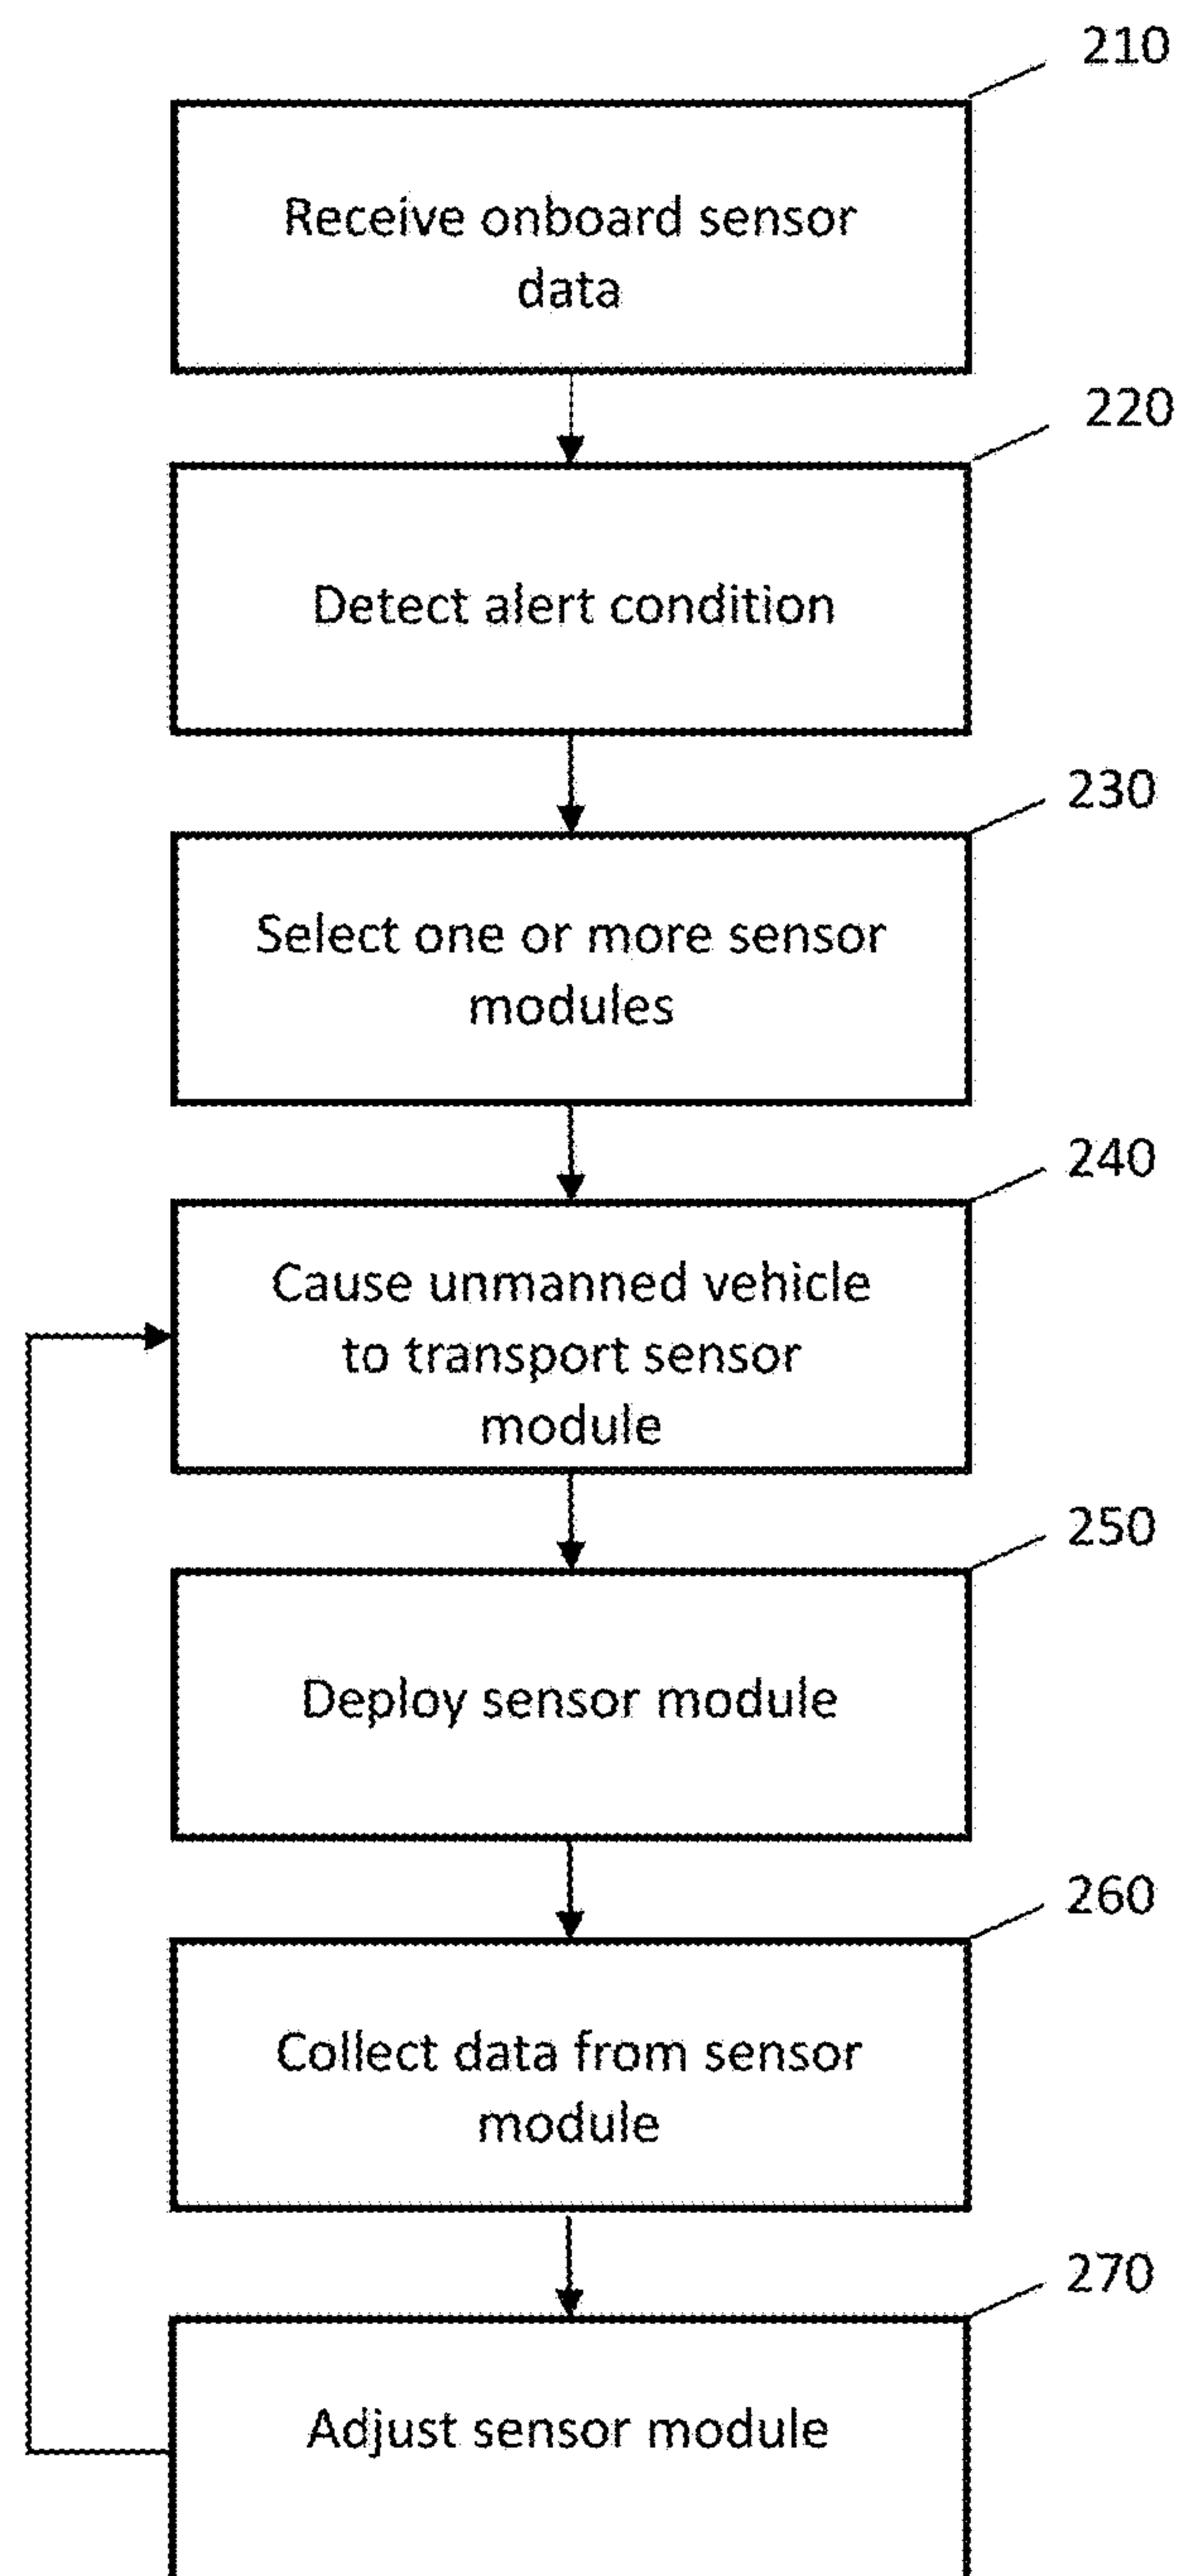 210
Receive onboard sensor
data
220
Detect alert condition
230
Select one or more sensor
modules
240
Cause unmanned vehicle
to transport sensor
module
250
Deploy sensor module
260
Collect data from sensor
module
270
Adjust sensor module